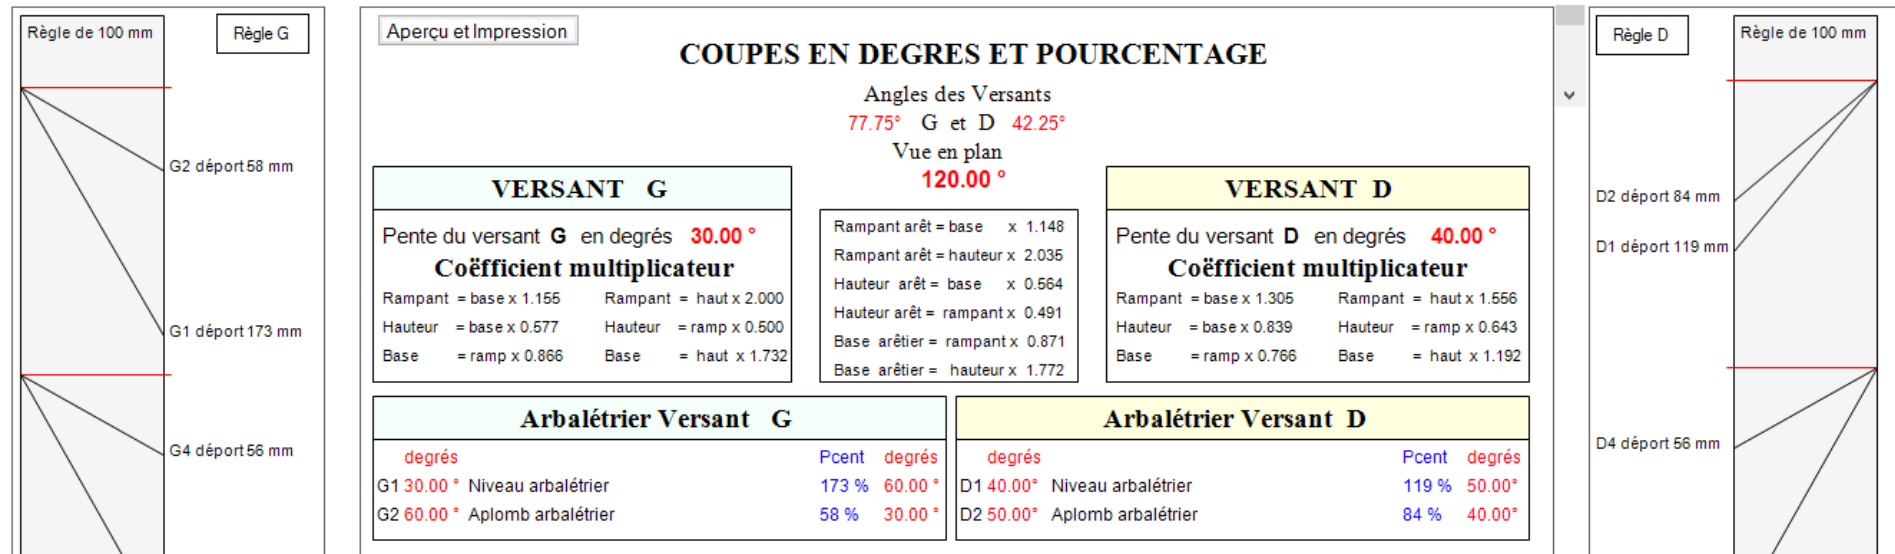 Règle de 100 mm
Règle G
G2 déport 58 mm
G1 déport 173 mm
G4 déport 56 mm
Aperçu et Impression
COUPES EN DEGRES ET POURCENTAGE
Angles des Versants
77.75° G et D 42.25°
Vue en plan
120.00 °
VERSANT G
Pente du versant G en degrés 30.00 °
Coëfficient multiplicateur
Rampant = base x 1.155 Rampant = haut x 2.000
Hauteur = base x 0.577 Hauteur = ramp x 0.500
Base = ramp x 0.866 Base = haut x 1.732
Rampant arêt = base x 1.148
Rampant arêt = hauteur x 2.035
Hauteur arêt = base x 0.564
Hauteur arêt = rampant x 0.491
Base arêtier = rampant x 0.871
Base arêtier = hauteur x 1.772
VERSANT D
Pente du versant D en degrés 40.00 °
Coëfficient multiplicateur
Rampant = base x 1.305 Rampant = haut x 1.556
Hauteur = base x 0.839 Hauteur = ramp x 0.643
Base = ramp x 0.766 Base = haut x 1.192
Arbalétrier Versant G
degrés Pcent degrés
G1 30.00 ° Niveau arbalétrier 173 % 60.00 °
G2 60.00 ° Aplomb arbalétrier 58 % 30.00 °
Arbalétrier Versant D
degrés Pcent degrés
D1 40.00° Niveau arbalétrier 119 % 50.00°
D2 50.00° Aplomb arbalétrier 84 % 40.00°
Règle D
Règle de 100 mm
D2 déport 84 mm
D1 déport 119 mm
D4 déport 56 mm